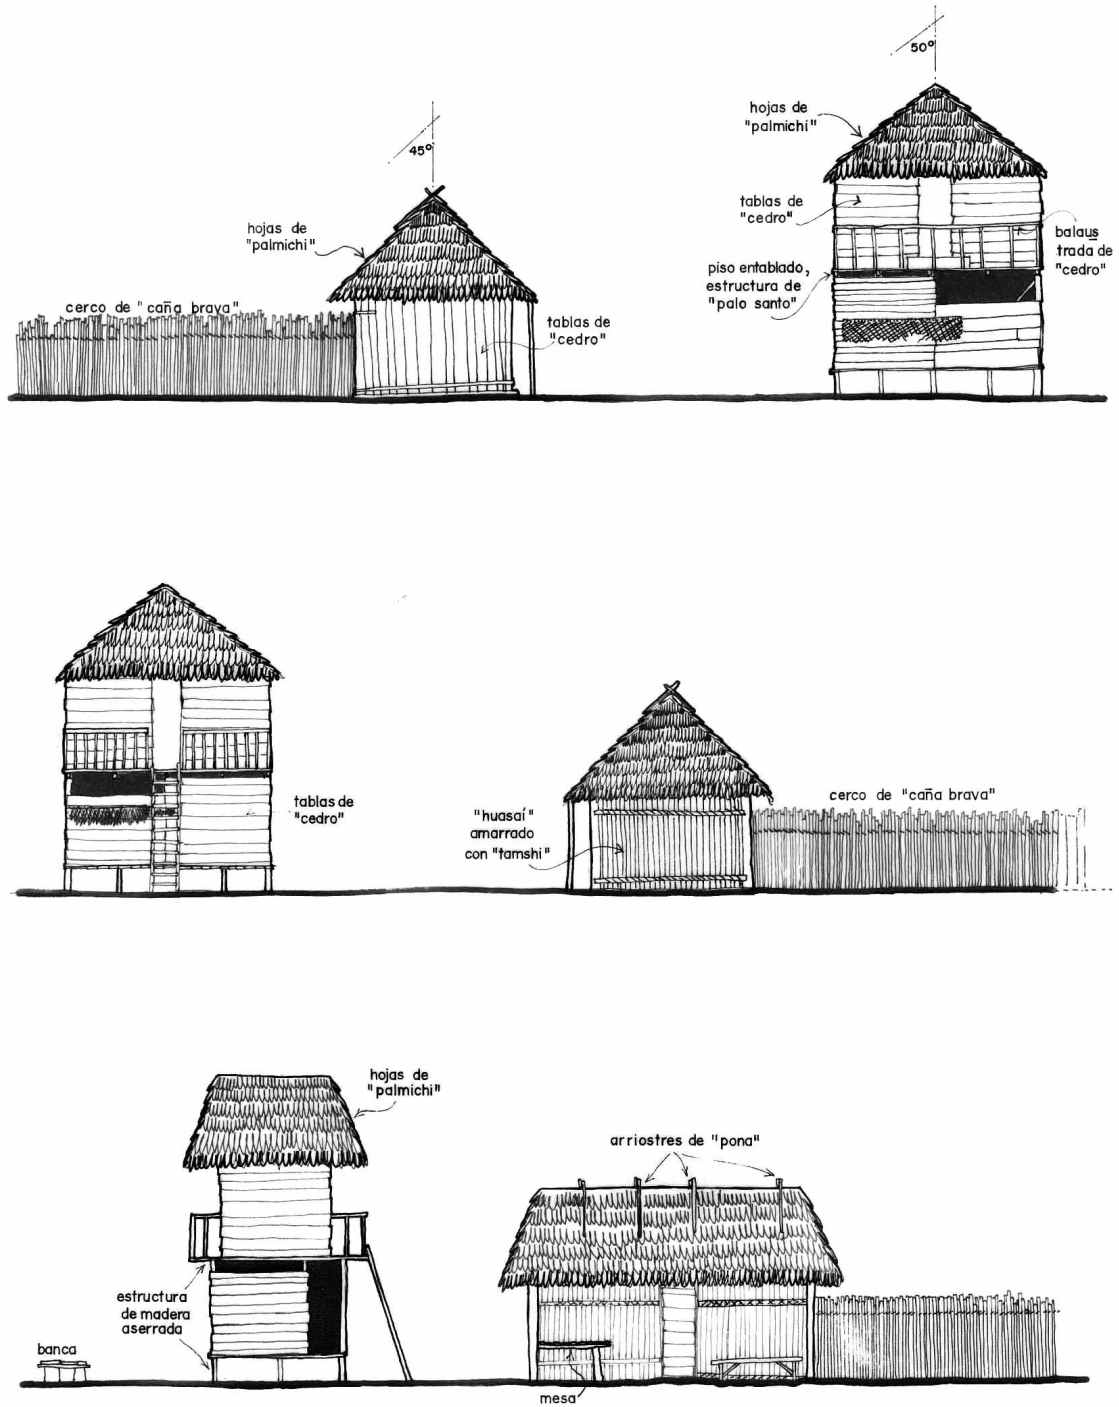 50°
hojas de
"palmichi"
45°
tablas de
"cedro"
hojas de
"palmichi"
balaus
trada de
"cedro"
piso entablado,
estructura de
"palo santo"
cerco de "caña brava"
tablas de
"cedro"
tablas de
"cedro"
"huasaí"
amarrado
con "tamshi"
cerco de "caña brava"
hojas de
"palmichi"
arriostres de "pona"
estructura
de madera
aserrada
banca
mesa